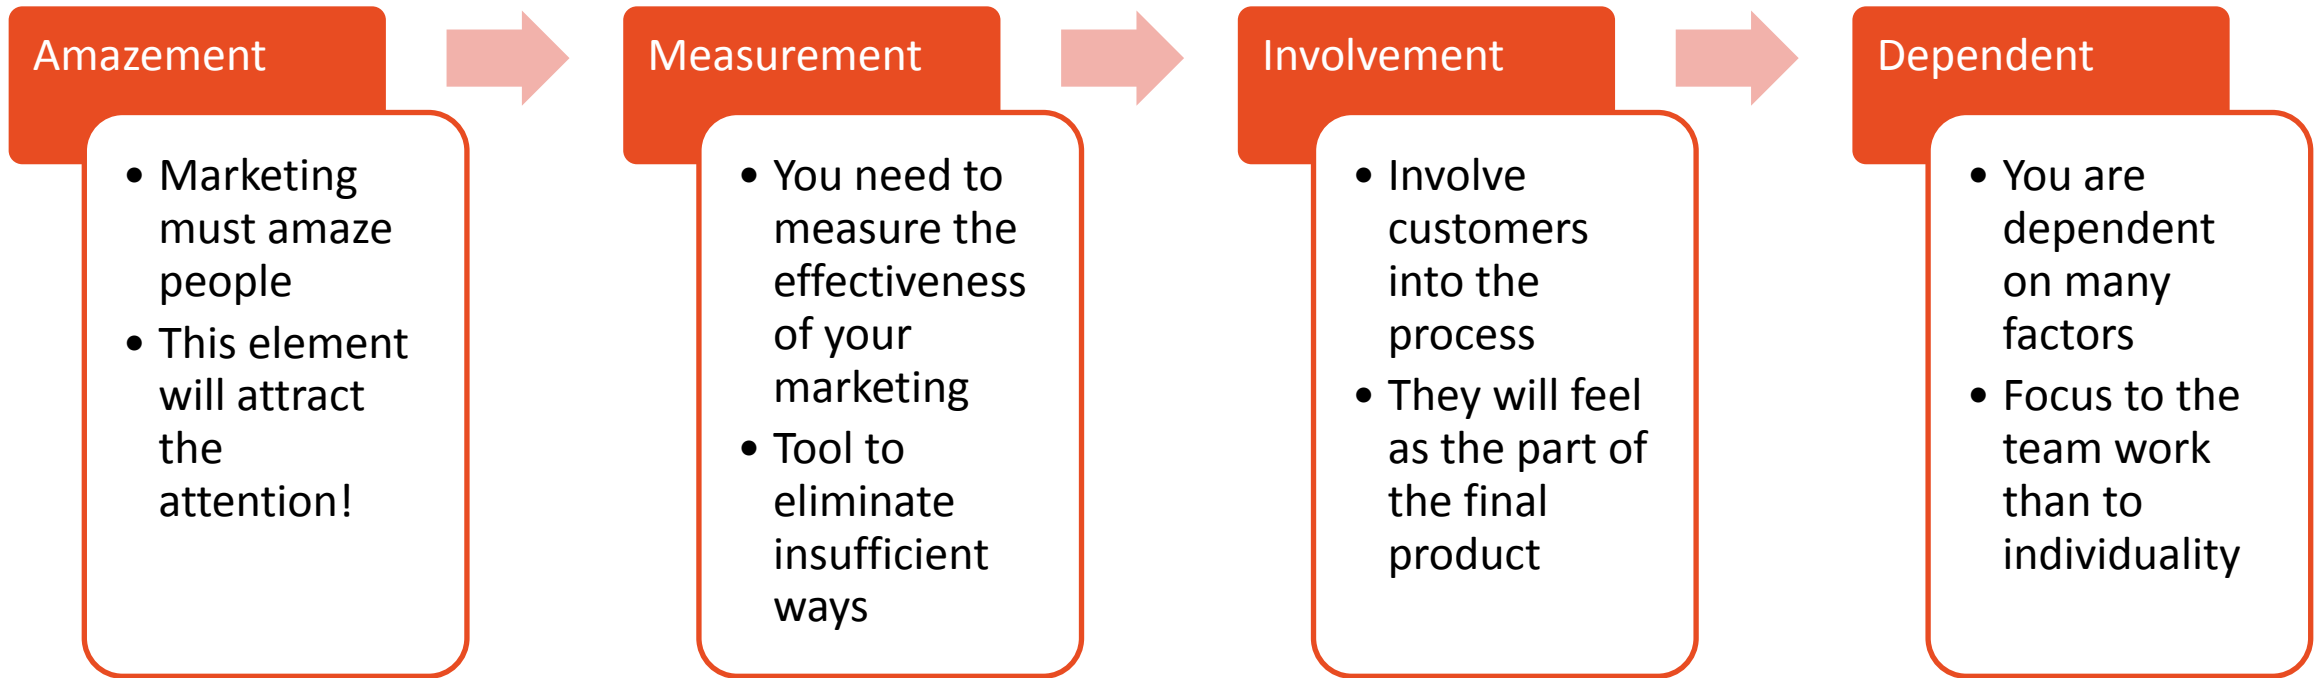 Amazement
• Marketing
must amaze
people
• This element
will attract
the
attention!
Measurement
• You need to
measure the
effectiveness
of your
marketing
• Tool to
eliminate
insufficient
ways
Involvement
• Involve
customers
into the
process
• They will feel
as the part of
the final
product
Dependent
• You are
dependent
on many
factors
• Focus to the
team work
than to
individuality